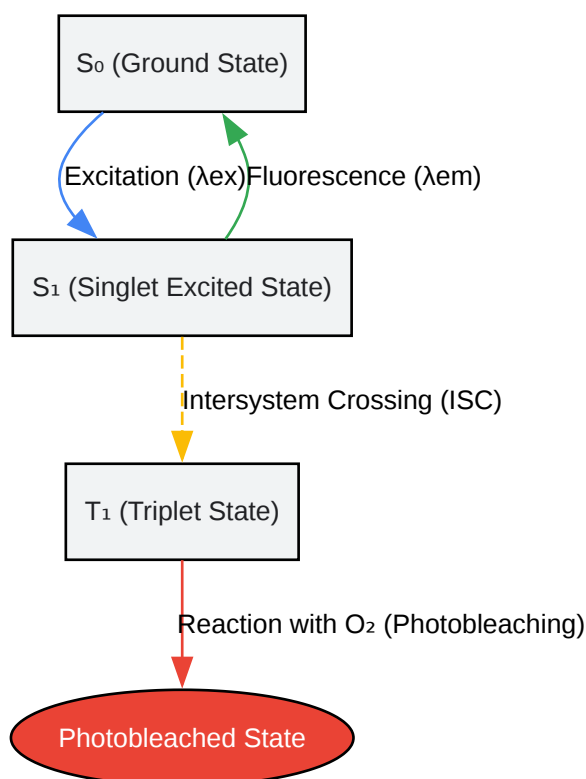 S₀ (Ground State)
Excitation (λex)
Fluorescence (λem)
S₁ (Singlet Excited State)
Intersystem Crossing (ISC)
T₁ (Triplet State)
Reaction with O₂ (Photobleaching)
Photobleached State